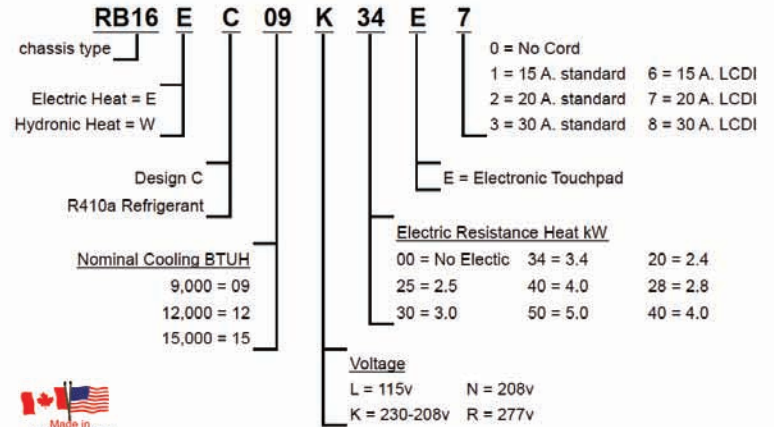 RB16 E C 09 K 34 E 7
chassis type
0 = No Cord
1 = 15 A. standard 6 = 15 A. LCDI
2 = 20 A. standard 7 = 20 A. LCDI
3 = 30 A. standard 8 = 30 A. LCDI
Electric Heat = E
Hydronic Heat = W
Design C
R410a Refrigerant
E = Electronic Touchpad
Electric Resistance Heat kW
00 = No Electic 34 = 3.4 20 = 2.4
25 = 2.5 40 = 4.0 28 = 2.8
30 = 3.0 50 = 5.0 40 = 4.0
Nominal Cooling BTUH
9,000 = 09
12,000 = 12
15,000 = 15
Voltage
L = 115v N = 208v
K = 230-208v R = 277v
Made in